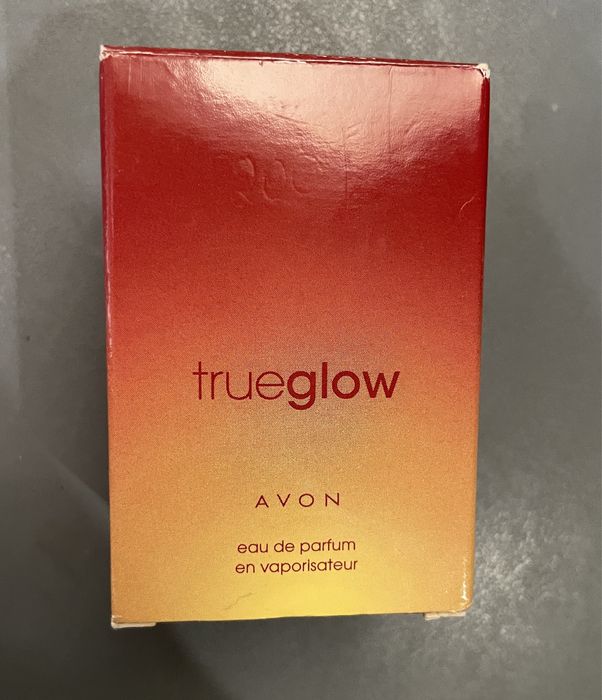 trueglow
AVON
eau de parfum
en vaporisateur